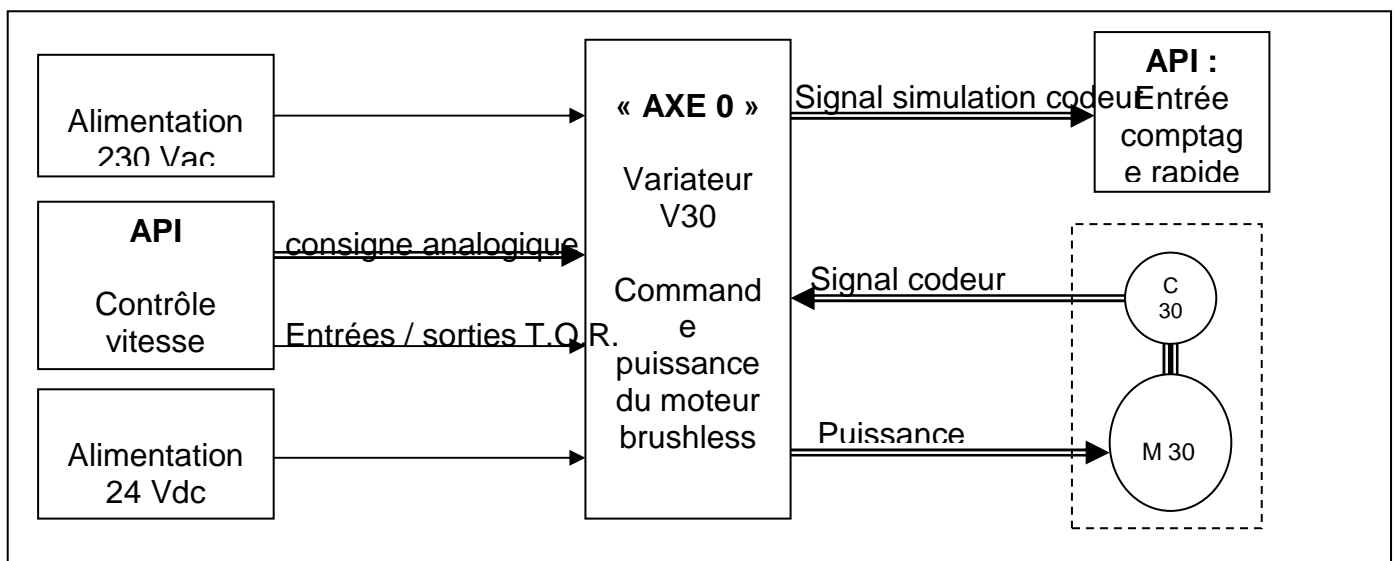 Alimentation
230 Vac
API
Contrôle
vitesse
Alimentation
24 Vdc
consigne analogique
Entrées / sorties T.O.R.
« AXE 0 »
Variateur
V30
Command
e
puissance
du moteur
brushless
Signal simulation codeur
Signal codeur
Puissance
API :
Entrée
comptag
e rapide
C
30
M 30